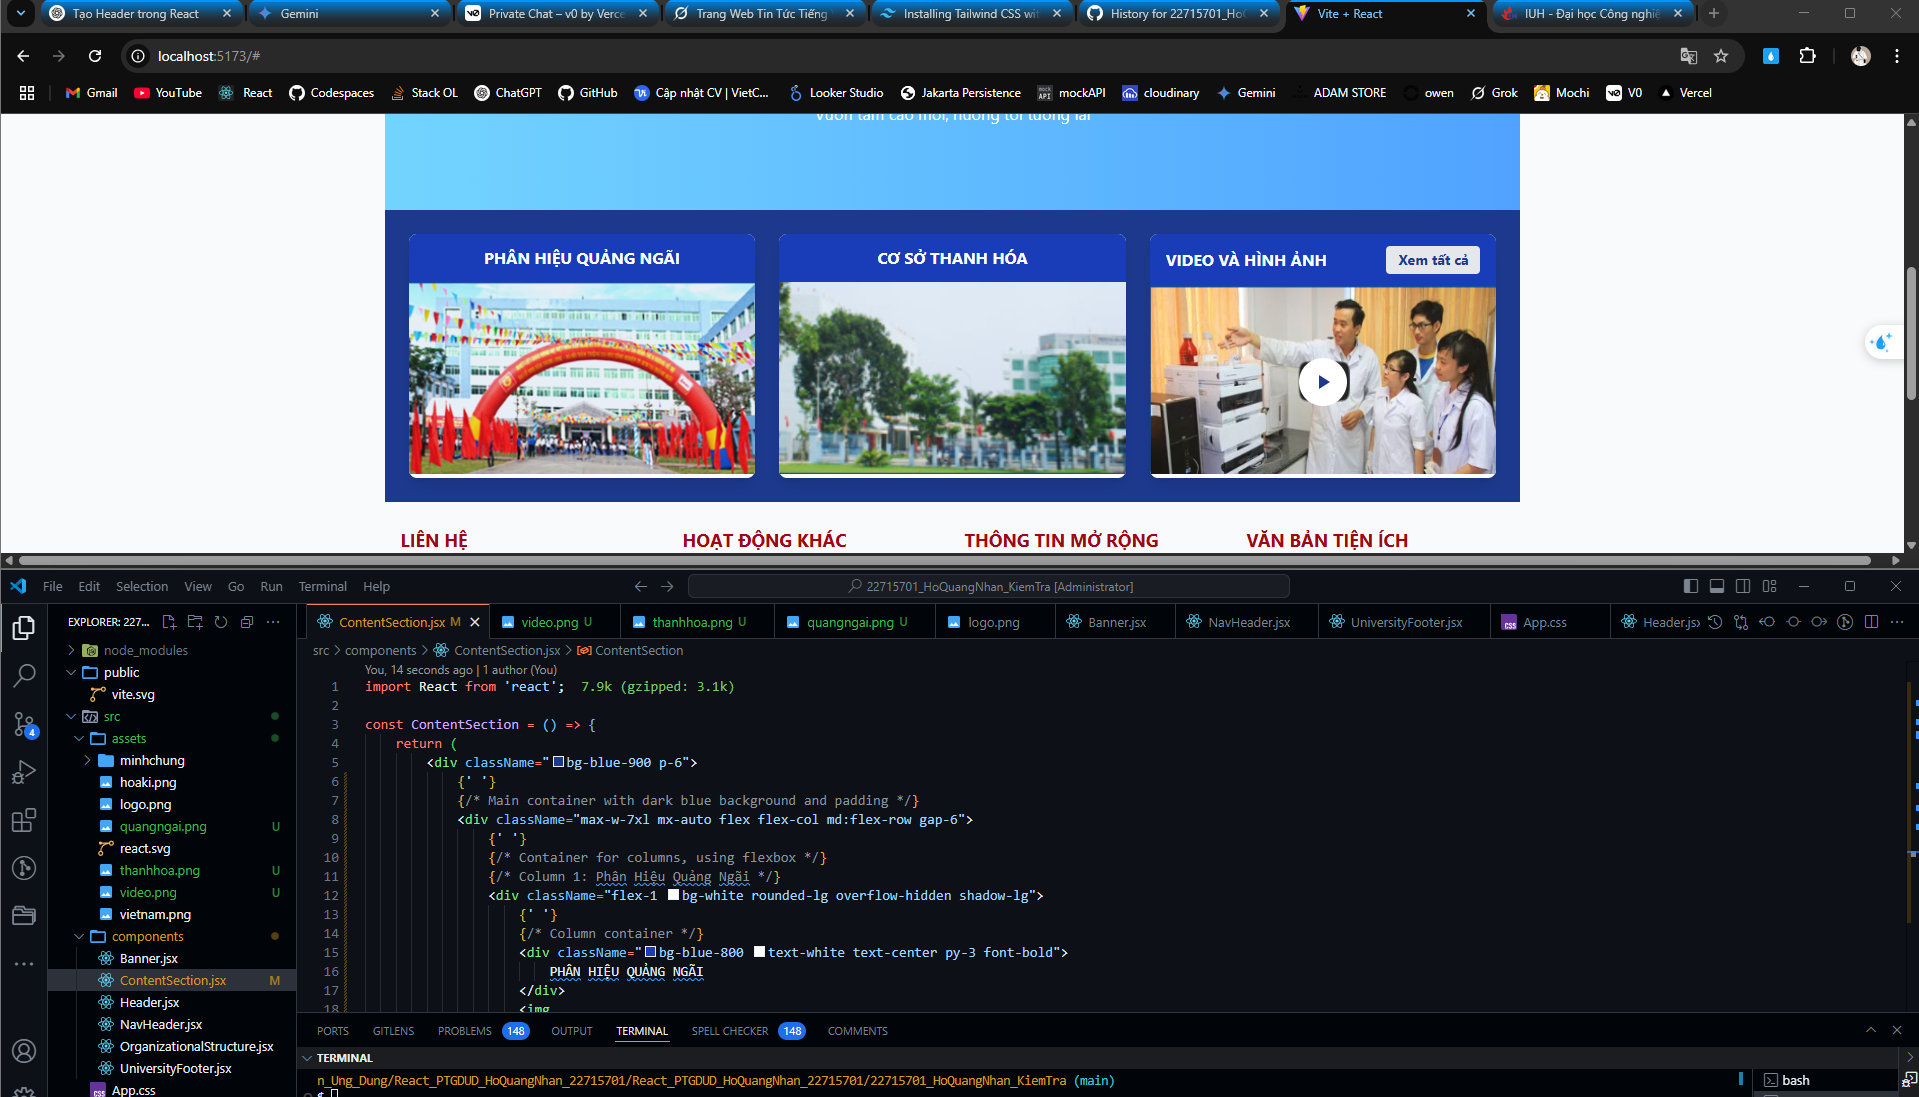 Tạo Header trong React
Gemini
Private Chat – v0 by Verce
Trang Web Tin Tức Tiếng
Installing Tailwind CSS wit
History for 22715701_HoQ
Vite + React
IUH - Đại học Công nghiệ
localhost:5173/#
Gmail
YouTube
React
Codespaces
Stack OL
ChatGPT
GitHub
Cập nhật CV | VietC...
Looker Studio
Jakarta Persistence
mockAPI
cloudinary
Gemini
ADAM STORE
owen
Grok
Mochi
V0
Vercel
Vươn tầm cao mới, hướng tới tương lai
PHÂN HIỆU QUẢNG NGÃI
CƠ SỞ THANH HÓA
VIDEO VÀ HÌNH ẢNH
Xem tất cả
LIÊN HỆ
HOẠT ĐỘNG KHÁC
THÔNG TIN MỞ RỘNG
VĂN BẢN TIỆN ÍCH
File Edit Selection View Go Run Terminal Help
22715701_HoQuangNhan_KiemTra [Administrator]
EXPLORER: 227...
node_modules
public
vite.svg
src
assets
minhchung
hoaki.png
logo.png
quangngai.png U
react.svg
thanhhoa.png U
video.png U
vietnam.png
components
Banner.jsx
ContentSection.jsx M
Header.jsx
NavHeader.jsx
OrganizationalStructure.jsx
UniversityFooter.jsx
App.css
4
ContentSection.jsx M
video.png U
thanhhoa.png U
quangngai.png U
logo.png
Banner.jsx
NavHeader.jsx
UniversityFooter.jsx
App.css
Header.jsx
src > components > ContentSection.jsx > ContentSection
You, 14 seconds ago | 1 author (You)
1 import React from 'react'; 7.9k (gzipped: 3.1k)
2
3 const ContentSection = () => {
4 return (
5 <div className="bg-blue-900 p-6">
6 {' '}
7 {/* Main container with dark blue background and padding */}
8 <div className="max-w-7xl mx-auto flex flex-col md:flex-row gap-6">
9 {' '}
10 {/* Container for columns, using flexbox */}
11 {/* Column 1: Phân Hiệu Quảng Ngãi */}
12 <div className="flex-1 bg-white rounded-lg overflow-hidden shadow-lg">
13 {' '}
14 {/* Column container */}
15 <div className="bg-blue-800 text-white text-center py-3 font-bold">
16 PHÂN HIỆU QUẢNG NGÃI
17 </div>
18 <img
PORTS
GITLENS
PROBLEMS 148
OUTPUT
TERMINAL
SPELL CHECKER 148
COMMENTS
TERMINAL
n_Ung_Dung/React_PTGDUD_HoQuangNhan_22715701/React_PTGDUD_HoQuangNhan_22715701/22715701_HoQuangNhan_KiemTra (main)
$
bash